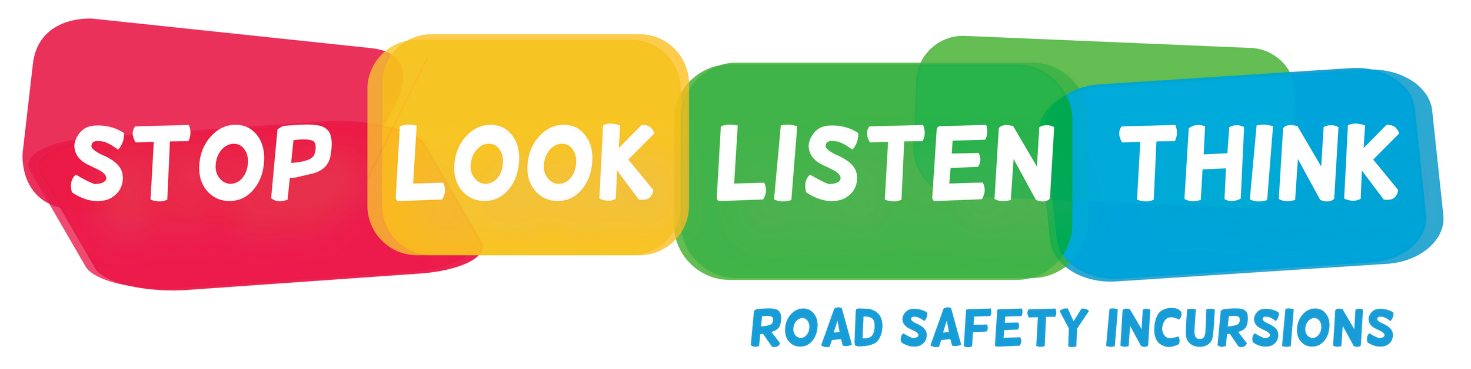 STOP LOOK LISTEN THINK
ROAD SAFETY INCURSIONS